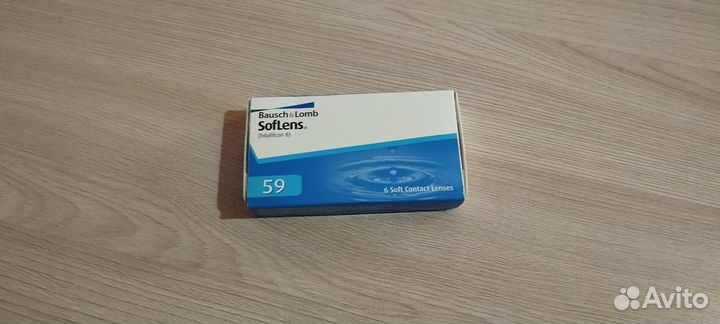 Bausch & Lomb
SofLens®
(hilafilcon B)
59
6 Soft Contact Lenses
Avito